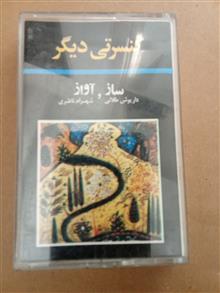 کنسرتی دیگر
ساز و آواز
داریوش طلائی شهرام ناظری